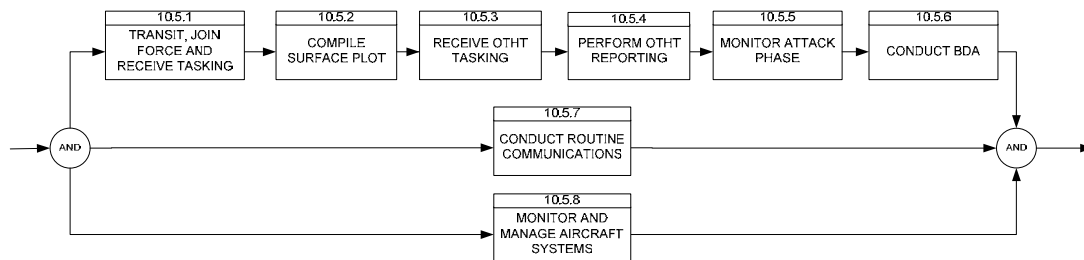 10.5.1
TRANSIT, JOIN
FORCE AND
RECEIVE TASKING
10.5.2
COMPILE
SURFACE PLOT
10.5.3
RECEIVE OTHT
TASKING
10.5.4
PERFORM OTHT
REPORTING
10.5.5
MONITOR ATTACK
PHASE
10.5.6
CONDUCT BDA
AND
10.5.7
CONDUCT ROUTINE
COMMUNICATIONS
AND
10.5.8
MONITOR AND
MANAGE AIRCRAFT
SYSTEMS